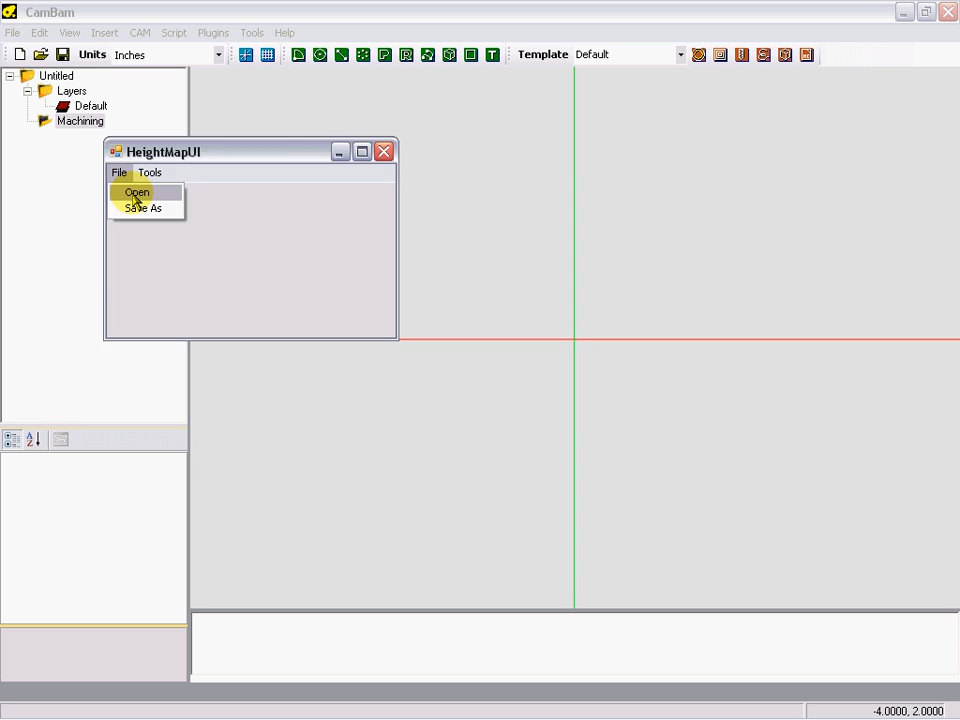 CamBam
File Edit View Insert CAM Script Plugins Tools Help
Units Inches Template Default
Untitled
Layers
Default
Machining
HeightMapUI
File Tools
Open
Save As
-4.0000, 2.0000